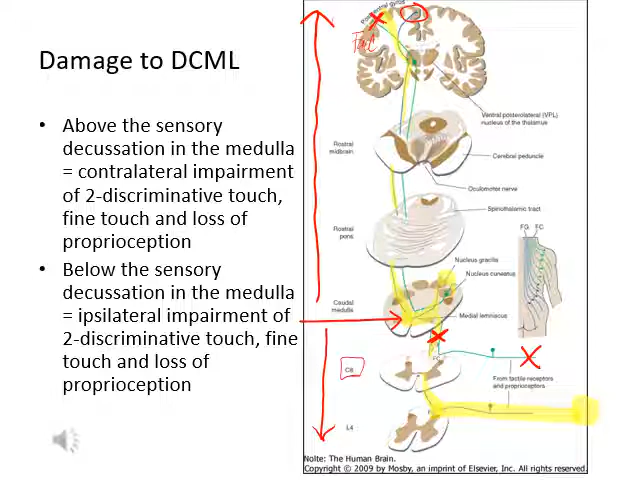 Damage to DCML
• Above the sensory
decussation in the medulla
= contralateral impairment
of 2-discriminative touch,
fine touch and loss of
proprioception
• Below the sensory
decussation in the medulla
= ipsilateral impairment of
2-discriminative touch, fine
touch and loss of
proprioception
Postcentral gyrus
Ventral posterolateral (VPL)
nucleus of the thalamus
Rostral
midbrain
Cerebral peduncle
Oculomotor nerve
Spinothalamic tract
Rostral
pons
FG FC
Nucleus gracilis
Nucleus cuneatus
Caudal
medulla
Medial lemniscus
C8
From tactile receptors
and proprioceptors
L4
Nolte: The Human Brain.
Copyright © 2009 by Mosby, an imprint of Elsevier, Inc. All rights reserved.